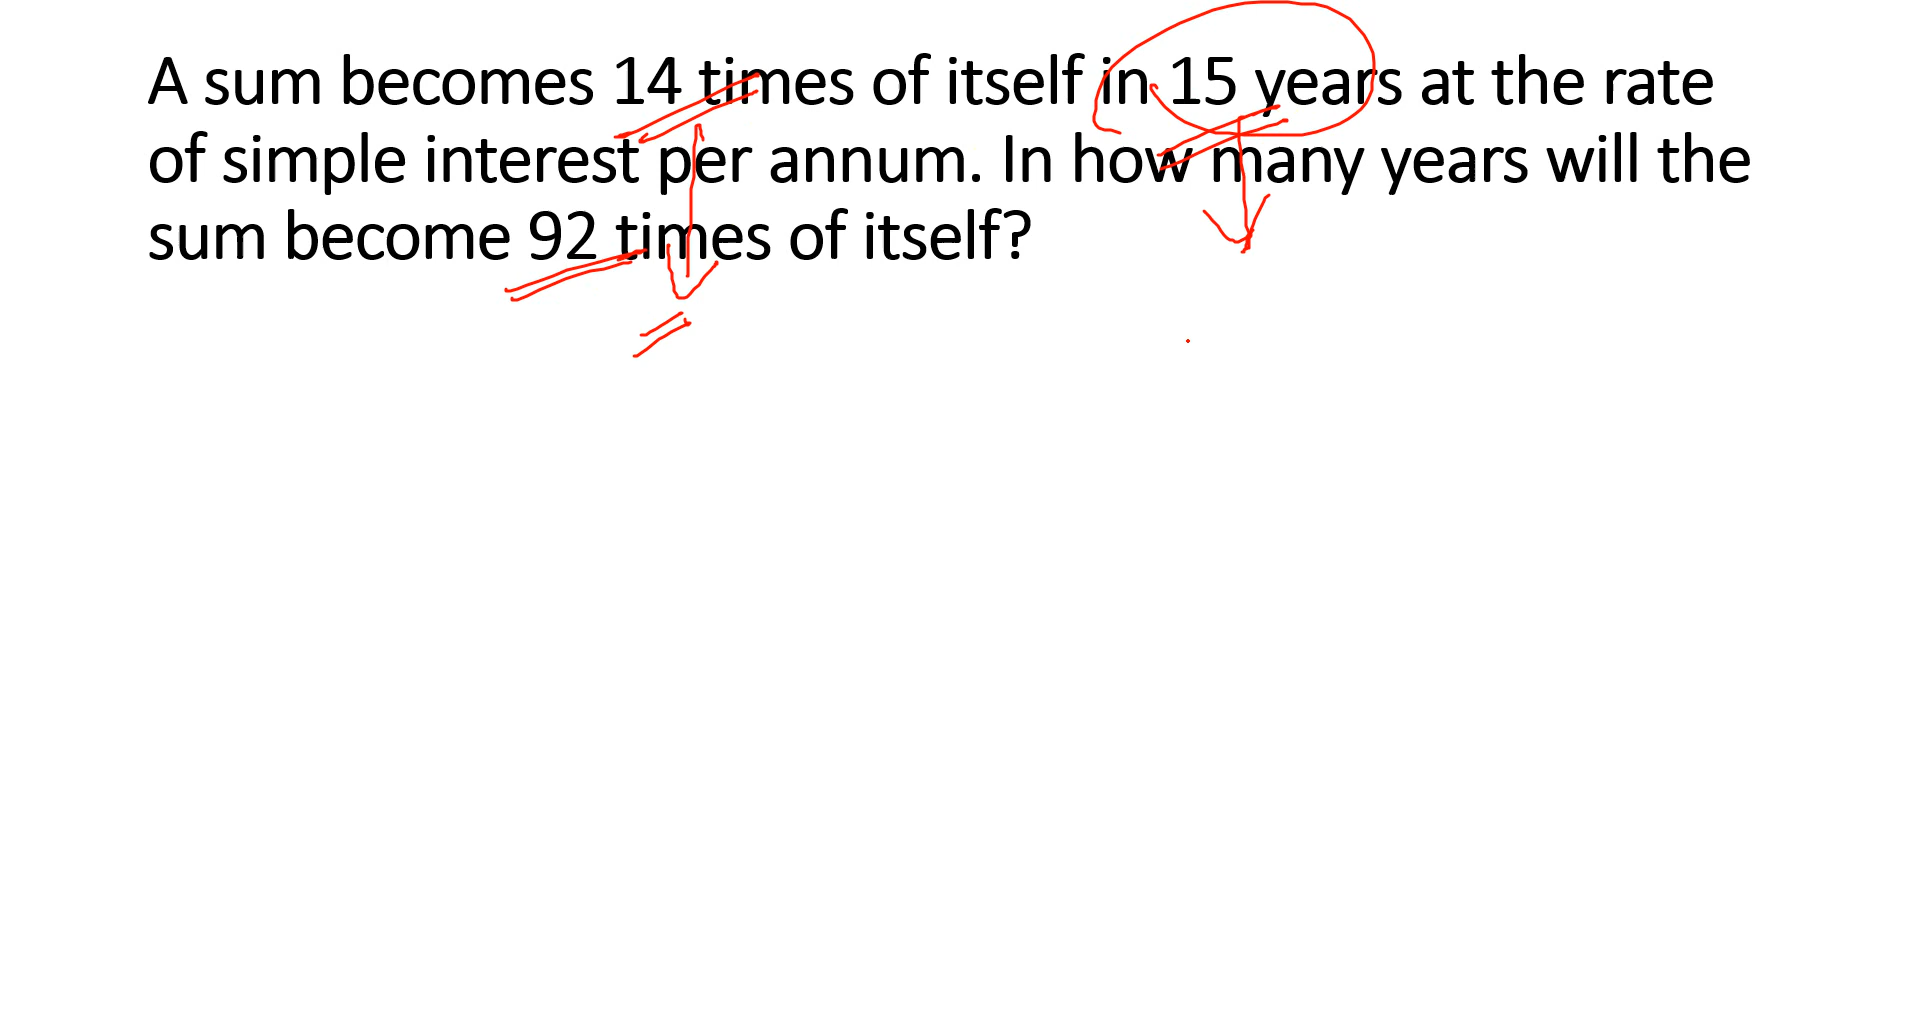 A sum becomes 14 times of itself in 15 years at the rate
of simple interest per annum. In how many years will the
sum become 92 times of itself?